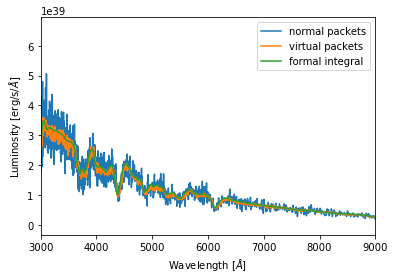 1e39
normal packets
virtual packets
formal integral
Luminosity [erg/s/Å]
6
5
4
3
2
1
0
3000 4000 5000 6000 7000 8000 9000
Wavelength [Å]